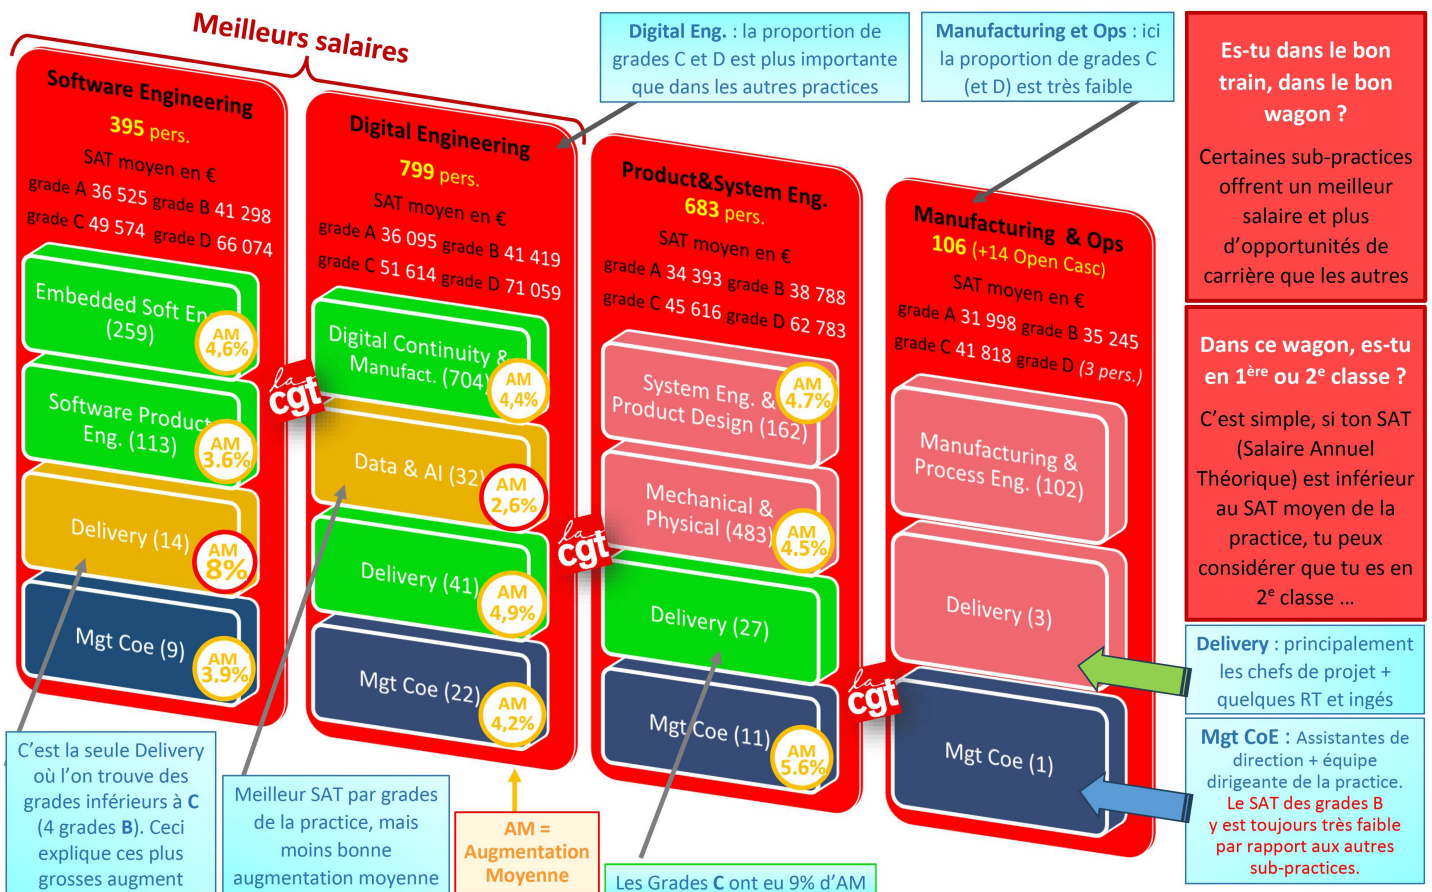 Meilleurs salaires
Software Engineering
395 pers.
SAT moyen en €
grade A 36 525 grade B 41 298
grade C 49 574 grade D 66 074
Embedded Soft En
(259)
AM
4,6%
Software Product
Eng. (113)
AM
3.6%
Delivery (14)
AM
8%
Mgt Coe (9)
AM
3.9%
Digital Engineering
799 pers.
SAT moyen en €
grade A 36 095 grade B 41 419
grade C 51 614 grade D 71 059
Digital Continuity &
Manufact. (704)
AM
4,4%
Data & AI (32)
AM
2,6%
Delivery (41)
AM
4,9%
Mgt Coe (22)
AM
4,2%
Product&System Eng.
683 pers.
SAT moyen en €
grade A 34 393 grade B 38 788
grade C 45 616 grade D 62 783
System Eng. &
Product Design (162)
AM
4.7%
Mechanical &
Physical (483)
AM
4.5%
Delivery (27)
Mgt Coe (11)
AM
5.6%
Manufacturing & Ops
106 (+14 Open Casc)
SAT moyen en €
grade A 31 998 grade B 35 245
grade C 41 818 grade D (3 pers.)
Manufacturing &
Process Eng. (102)
Delivery (3)
Mgt Coe (1)
la
cgt
la
cgt
la
cgt
Digital Eng. : la proportion de
grades C et D est plus importante
que dans les autres practices
Manufacturing et Ops : ici
la proportion de grades C
(et D) est très faible
Es-tu dans le bon
train, dans le bon
wagon ?
Certaines sub-practices
offrent un meilleur
salaire et plus
d’opportunités de
carrière que les autres
Dans ce wagon, es-tu
en 1ère ou 2e classe ?
C’est simple, si ton SAT
(Salaire Annuel
Théorique) est inférieur
au SAT moyen de la
practice, tu peux
considérer que tu es en
2e classe ...
Delivery : principalement
les chefs de projet +
quelques RT et ingés
Mgt CoE : Assistantes de
direction + équipe
dirigeante de la practice.
Le SAT des grades B
y est toujours très faible
par rapport aux autres
sub-practices.
C’est la seule Delivery
où l’on trouve des
grades inférieurs à C
(4 grades B). Ceci
explique ces plus
grosses augment
Meilleur SAT par grades
de la practice, mais
moins bonne
augmentation moyenne
AM =
Augmentation
Moyenne
Les Grades C ont eu 9% d’AM